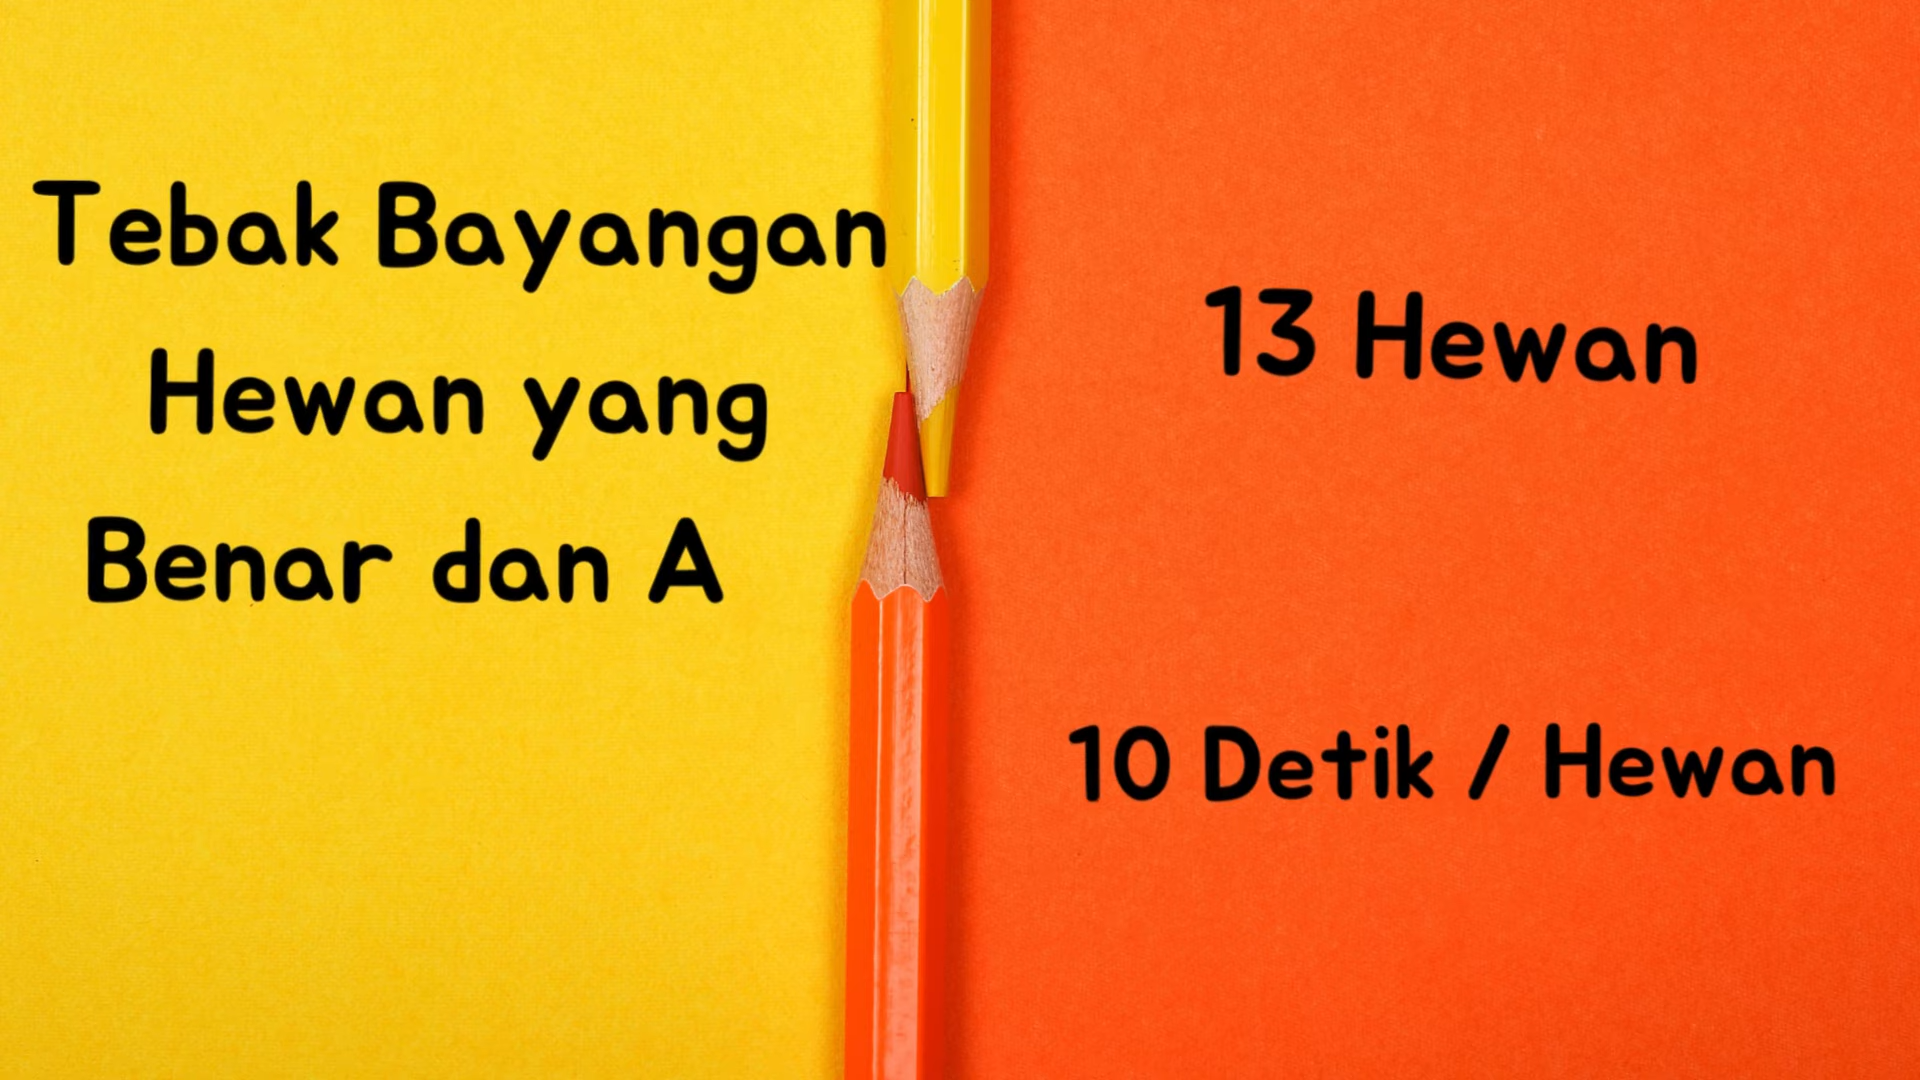 Tebak Bayangan
Hewan yang
Benar dan A
13 Hewan
10 Detik / Hewan